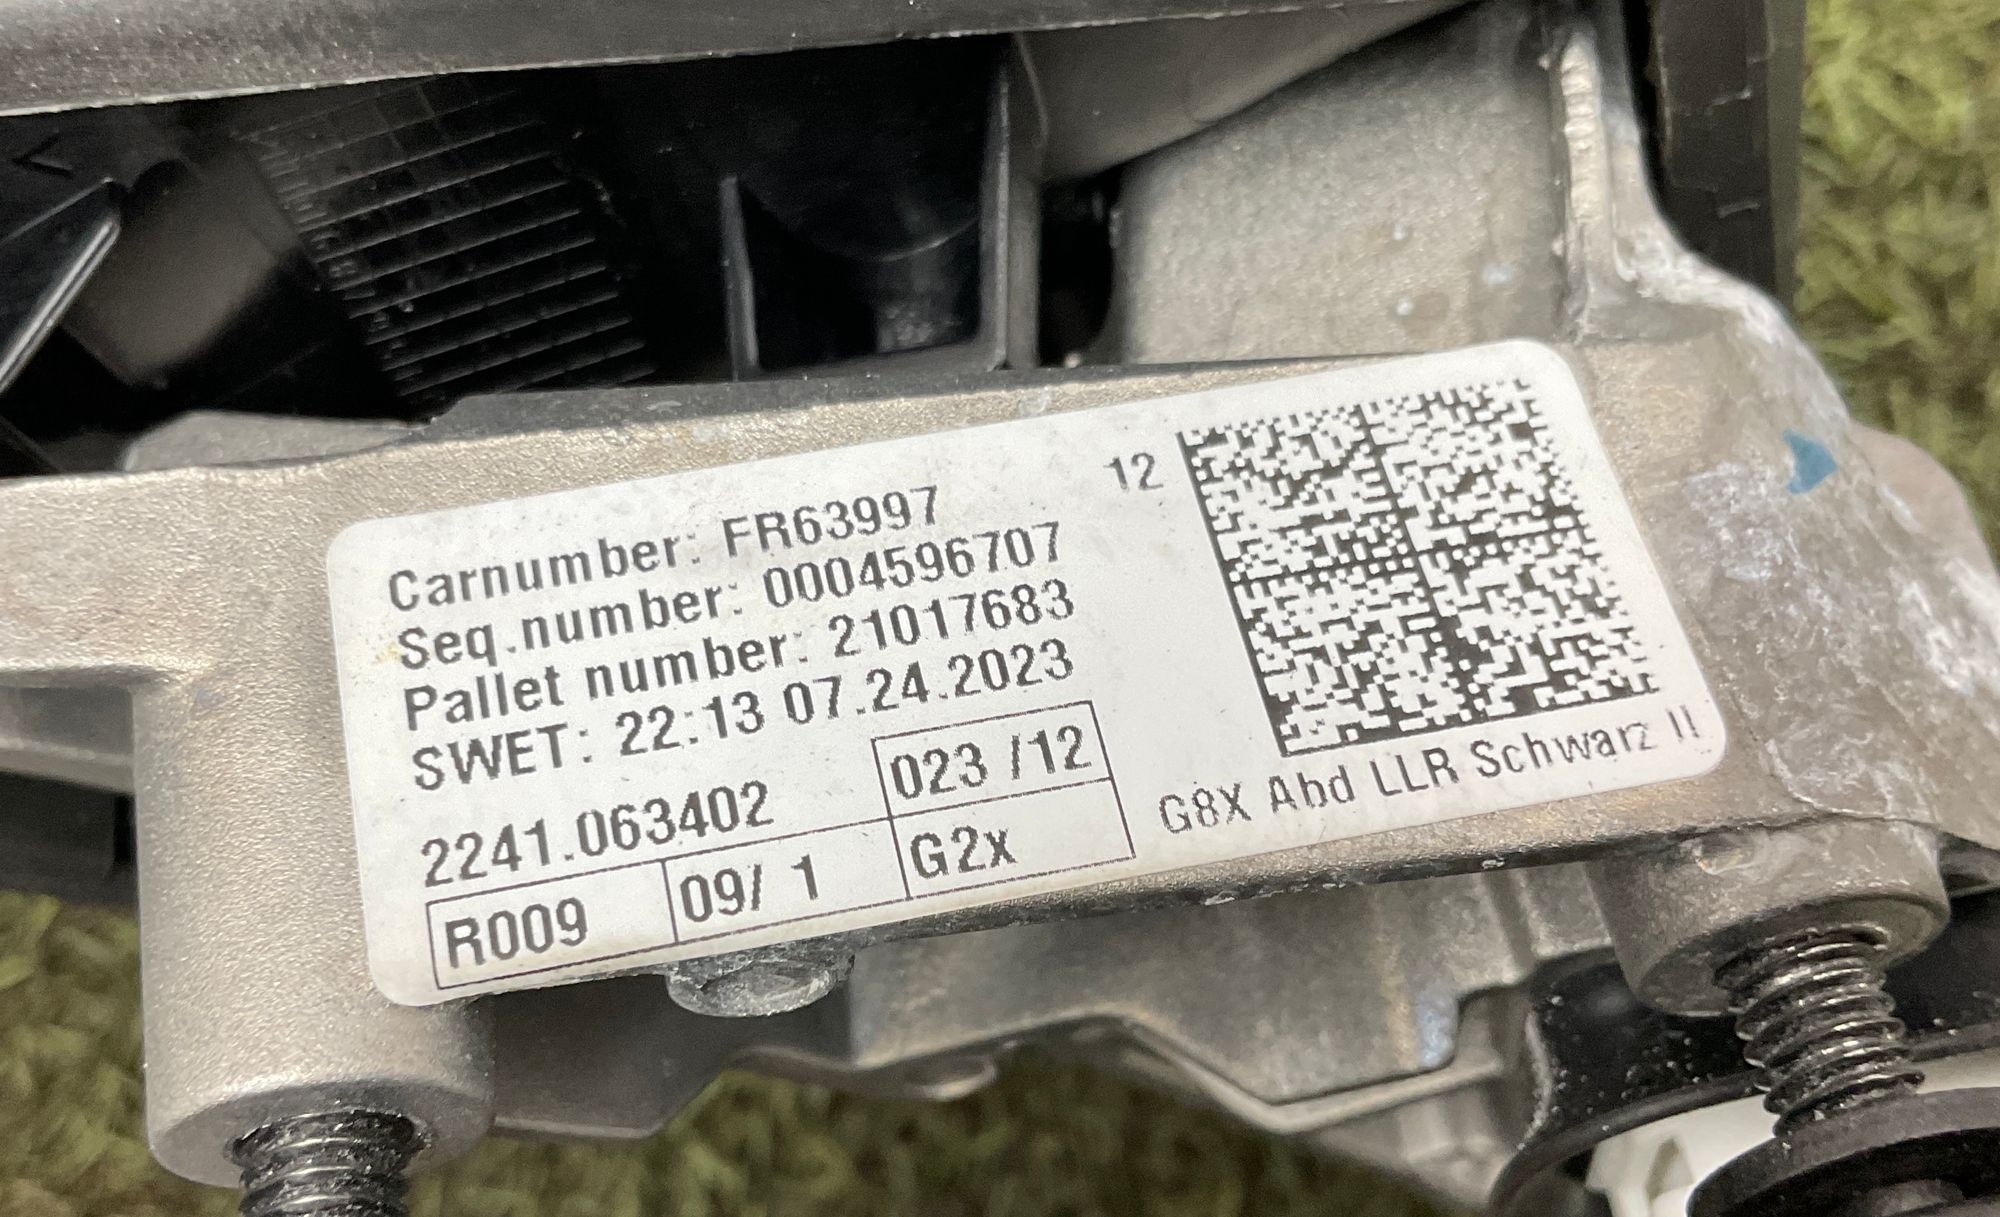 Carnumber: FR63997
12
Seq.number: 0004596707
Pallet number: 21017683
SWET: 22:13 07.24.2023
2241.063402
023 /12
R009
09/ 1
G2x
G8X Abd LLR Schwarz II